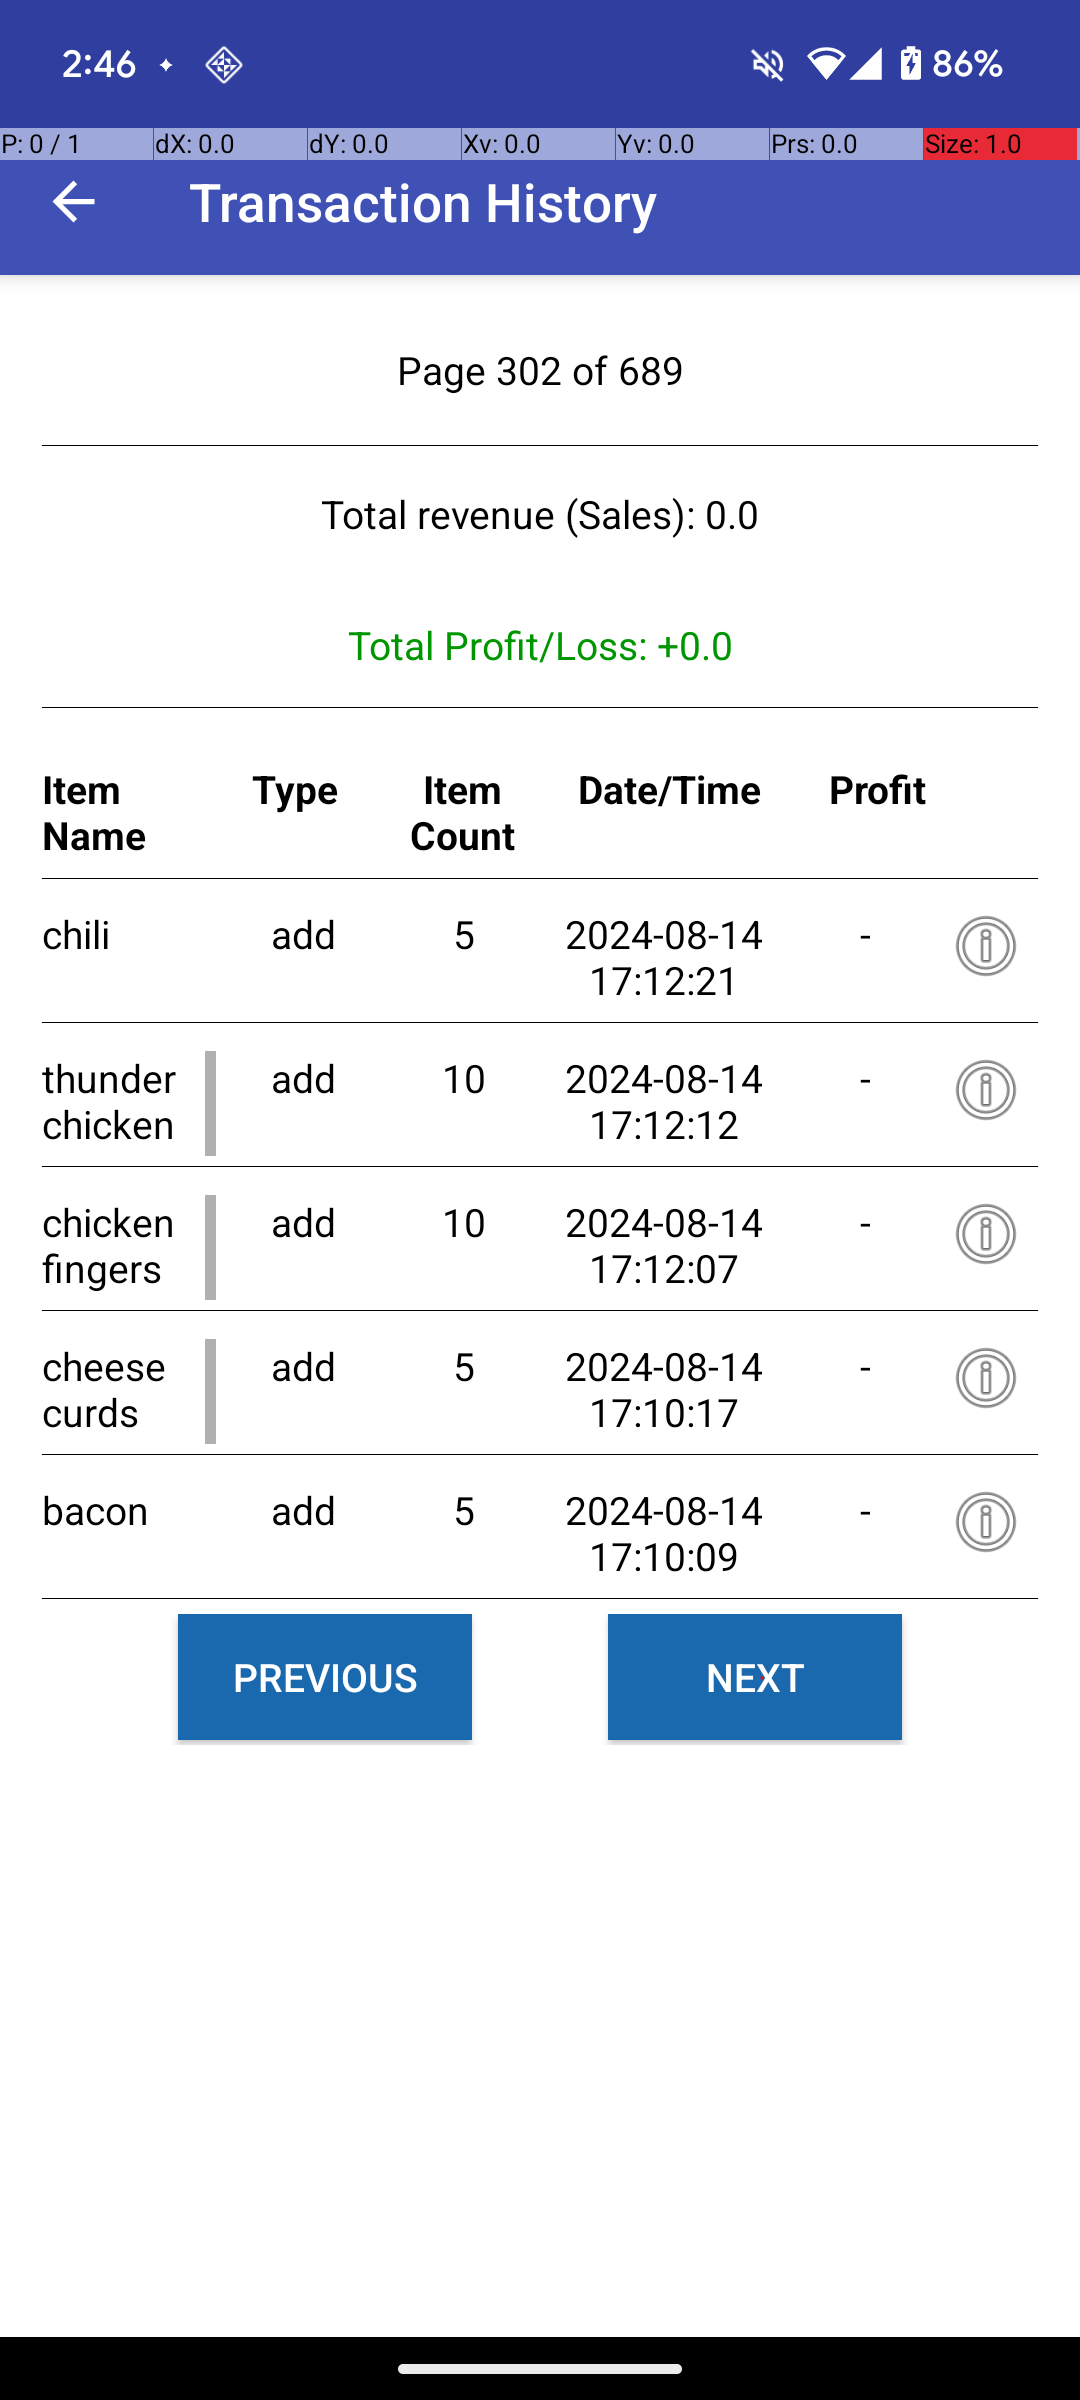 2:46
86%
P: 0 / 1 dX: 0.0 dY: 0.0 Xv: 0.0 Yv: 0.0 Prs: 0.0 Size: 1.0
Transaction History
Page 302 of 689
Total revenue (Sales): 0.0
Total Profit/Loss: +0.0
Item Name Type Item Count Date/Time Profit
chili add 5 2024-08-14 17:12:21 -
thunder chicken add 10 2024-08-14 17:12:12 -
chicken fingers add 10 2024-08-14 17:12:07 -
cheese curds add 5 2024-08-14 17:10:17 -
bacon add 5 2024-08-14 17:10:09 -
PREVIOUS NEXT